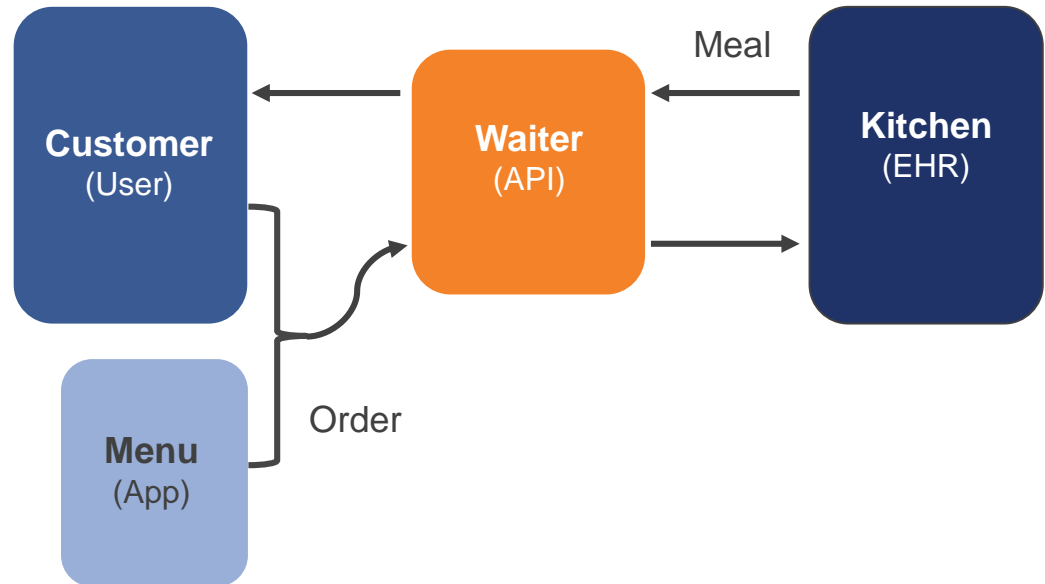 Meal
Customer
(User)
Waiter
(API)
Kitchen
(EHR)
Order
Menu
(App)